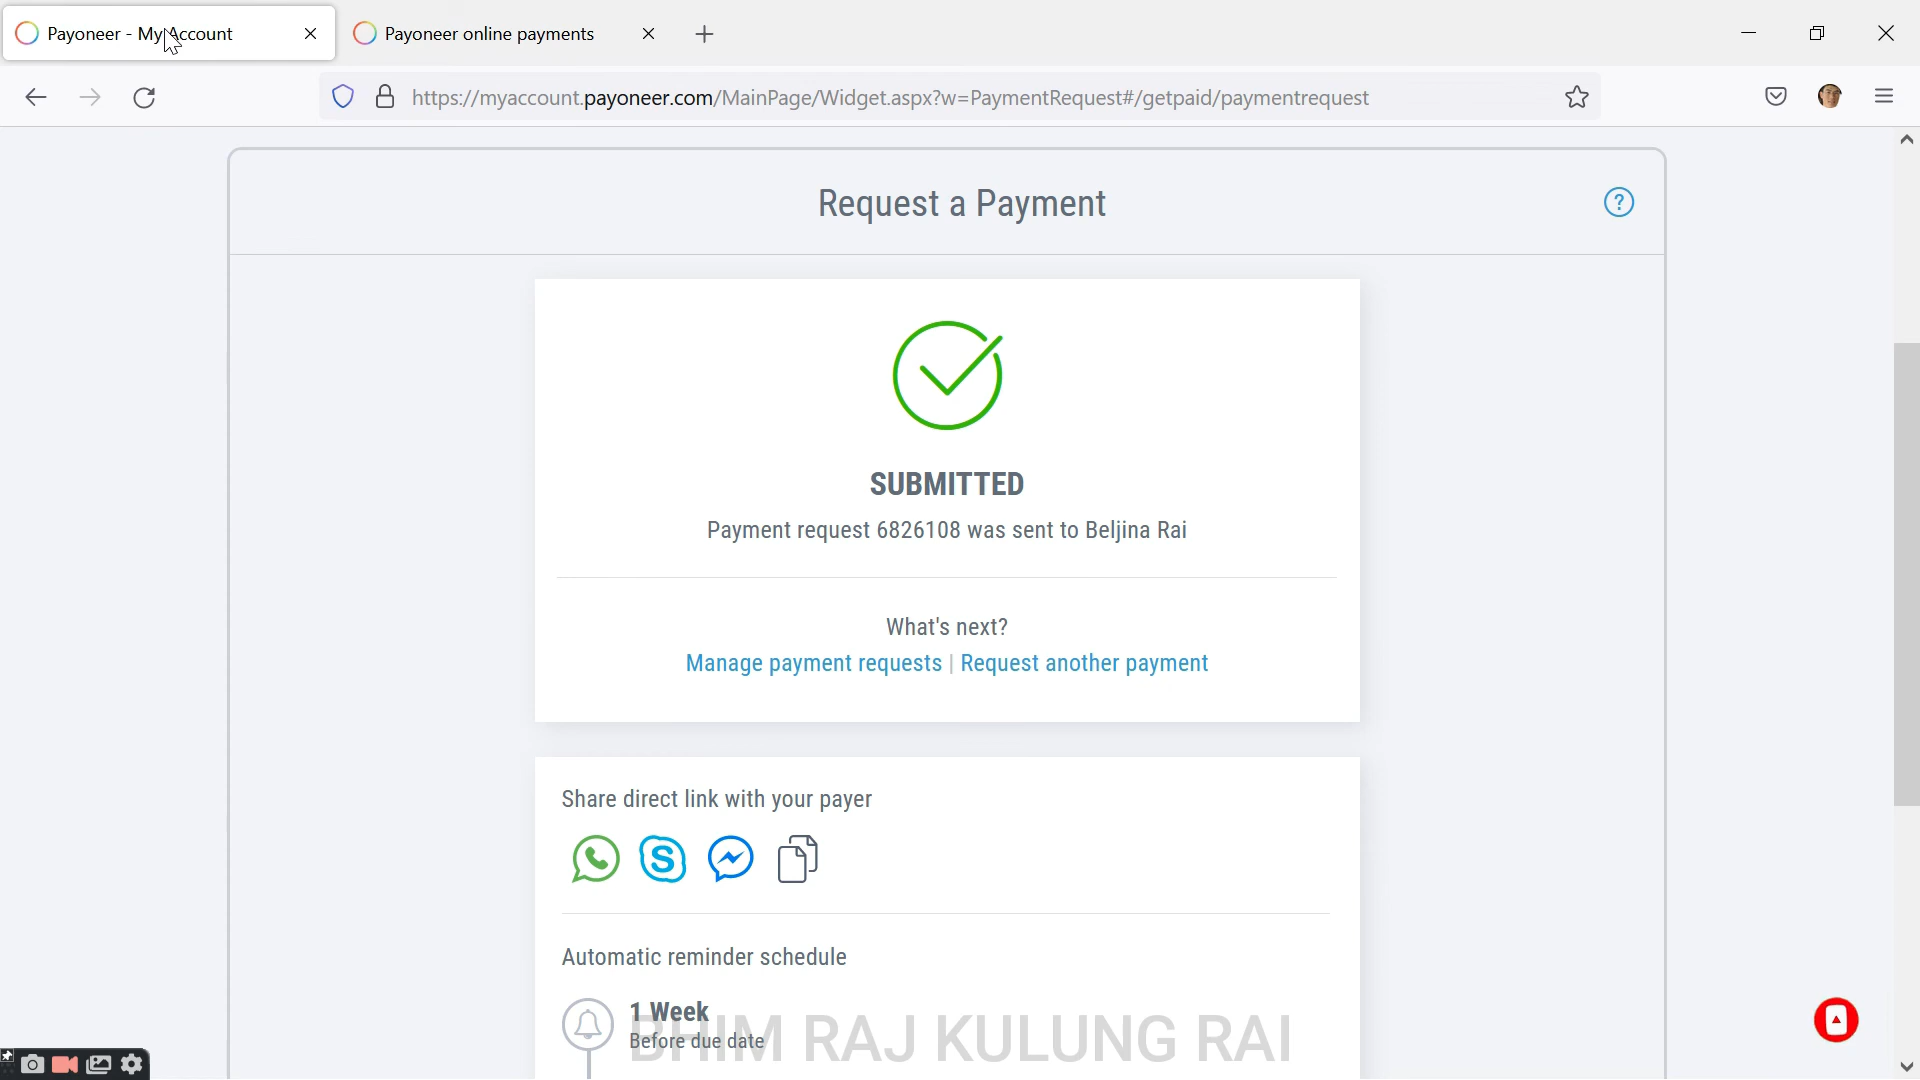 Payoneer - My Account
Payoneer online payments
https://myaccount.payoneer.com/MainPage/Widget.aspx?w=PaymentRequest#/getpaid/paymentrequest
Request a Payment
?
SUBMITTED
Payment request 6826108 was sent to Beljina Rai
What's next?
Manage payment requests | Request another payment
Share direct link with your payer
Automatic reminder schedule
1 Week
Before due date
BHIM RAJ KULUNG RAI